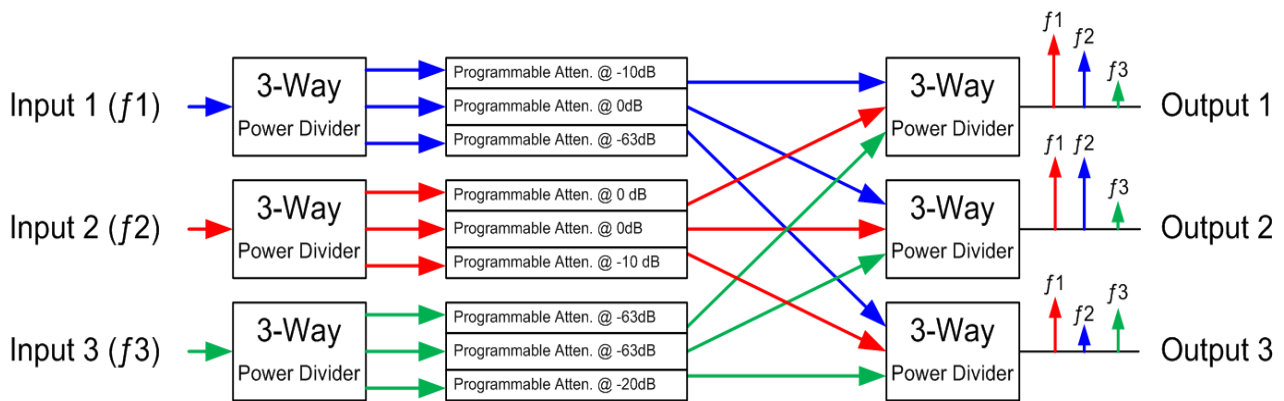 Input 1 (ƒ1)
3-Way
Power Divider
Programmable Atten. @ -10dB
Programmable Atten. @ 0dB
Programmable Atten. @ -63dB
3-Way
Power Divider
ƒ1
ƒ2
ƒ3
Output 1
Input 2 (ƒ2)
3-Way
Power Divider
Programmable Atten. @ 0 dB
Programmable Atten. @ 0dB
Programmable Atten. @ -10 dB
3-Way
Power Divider
ƒ1
ƒ2
ƒ3
Output 2
Input 3 (ƒ3)
3-Way
Power Divider
Programmable Atten. @ -63dB
Programmable Atten. @ -63dB
Programmable Atten. @ -20dB
3-Way
Power Divider
ƒ1
ƒ2
ƒ3
Output 3